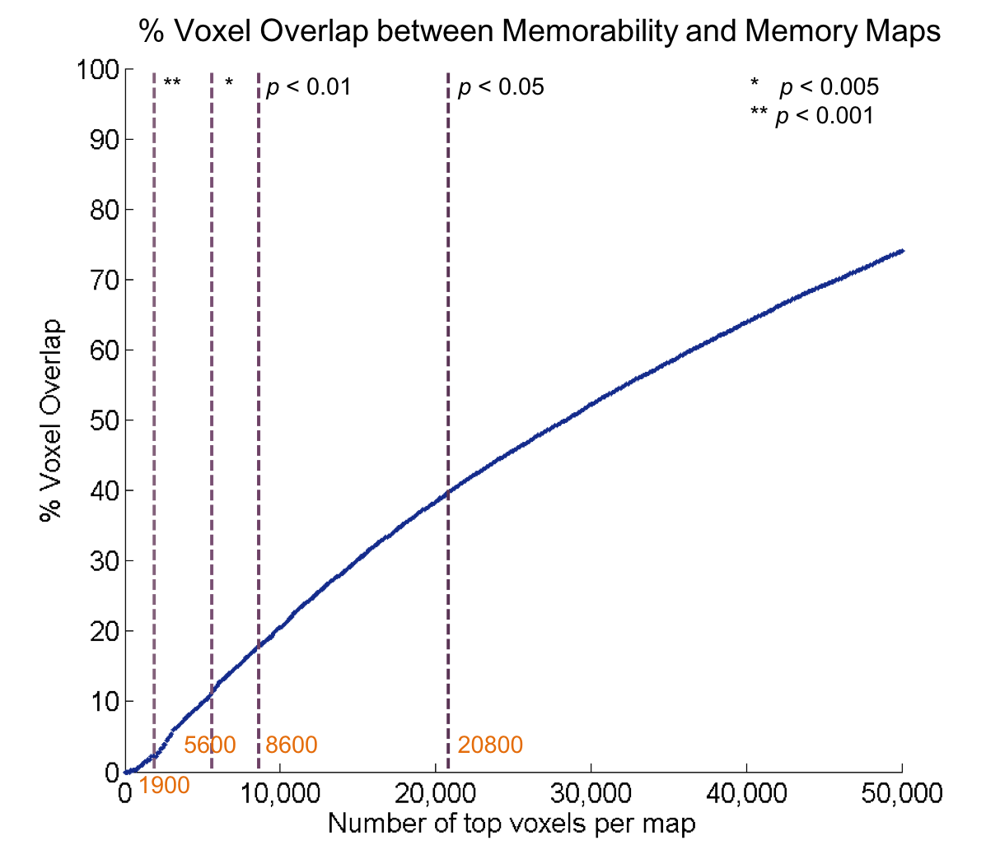 % Voxel Overlap between Memorability and Memory Maps
** * p < 0.01 p < 0.05 * p < 0.005
** p < 0.001
100
90
80
70
60
50
40
30
20
10
0
% Voxel Overlap
5600 8600 20800
1900
0 10,000 20,000 30,000 40,000 50,000
Number of top voxels per map